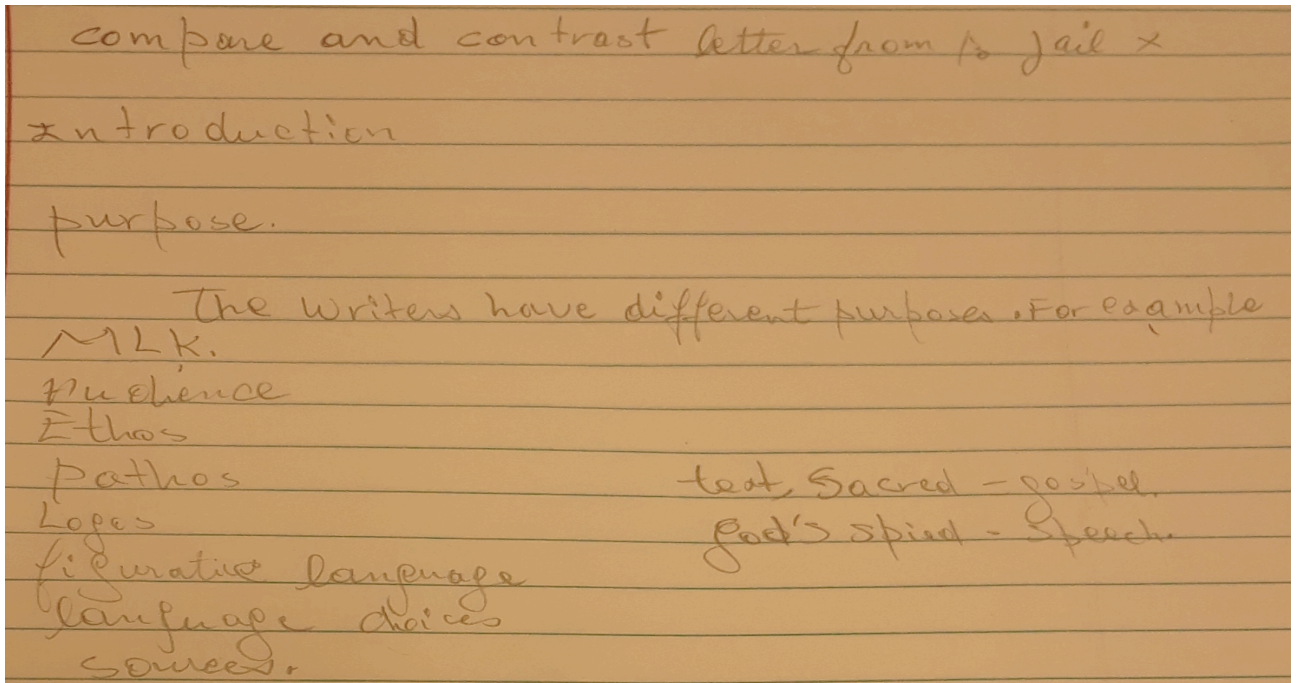 compare and contrast letter from B jail x
Introduction
purpose.
The writers have different purposes. For example
MLK.
Audience
Ethos
pathos
text, Sacred - gospel.
Logos
god's spied - speech.
figurative language
language choices
sources.